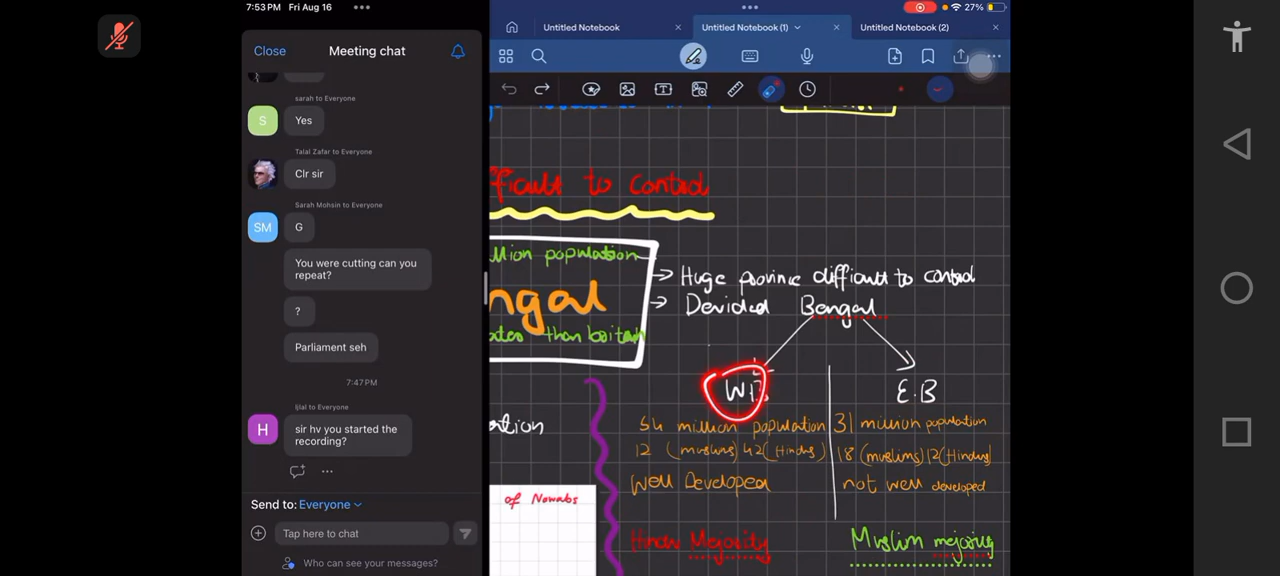 7:53 PM Fri Aug 16
27%
Close
Meeting chat
sarah to Everyone
S
Yes
Talal Zafar to Everyone
Clr sir
Sarah Mohsin to Everyone
SM
G
You were cutting can you
repeat?
?
Parliament seh
7:47 PM
Ijlal to Everyone
H
sir hv you started the
recording?
Send to: Everyone
Tap here to chat
Who can see your messages?
Untitled Notebook
Untitled Notebook (1)
Untitled Notebook (2)
fficult to Control
llion population
ngal
than boitain
Huge province difficult to control
Devided Bengal
W.B
E.B
54 million population
12 (muslims) 42 (Hindus)
Well Developed
31 million population
18 (muslims) 12 (Hindus)
not well developed
ation
of Nawabs
Hindu Majority
Muslim mejority